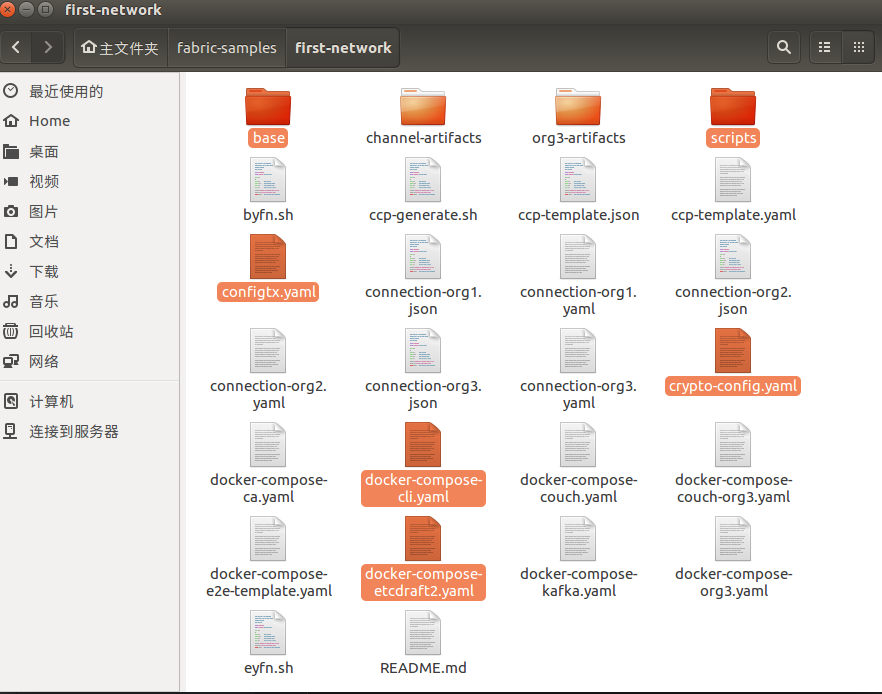 first-network
主文件夹
fabric-samples
first-network
最近使用的
Home
桌面
视频
图片
文档
下载
音乐
回收站
网络
计算机
连接到服务器
base
channel-artifacts
org3-artifacts
scripts
byfn.sh
ccp-generate.sh
ccp-template.json
ccp-template.yaml
configtx.yaml
connection-org1.
json
connection-org1.
yaml
connection-org2.
json
connection-org2.
yaml
connection-org3.
json
connection-org3.
yaml
crypto-config.yaml
docker-compose-
ca.yaml
docker-compose-
cli.yaml
docker-compose-
couch.yaml
docker-compose-
couch-org3.yaml
docker-compose-
e2e-template.yaml
docker-compose-
etcdraft2.yaml
docker-compose-
kafka.yaml
docker-compose-
org3.yaml
eyfn.sh
README.md